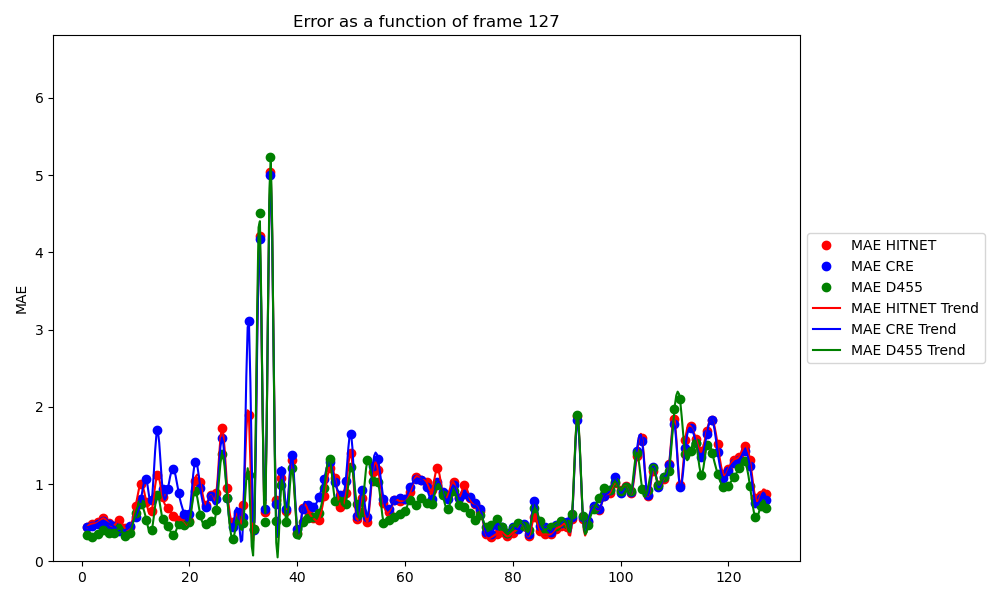 Error as a function of frame 127
MAE
6
5
4
3
2
1
0
0
20
40
60
80
100
120
MAE HITNET
MAE CRE
MAE D455
MAE HITNET Trend
MAE CRE Trend
MAE D455 Trend